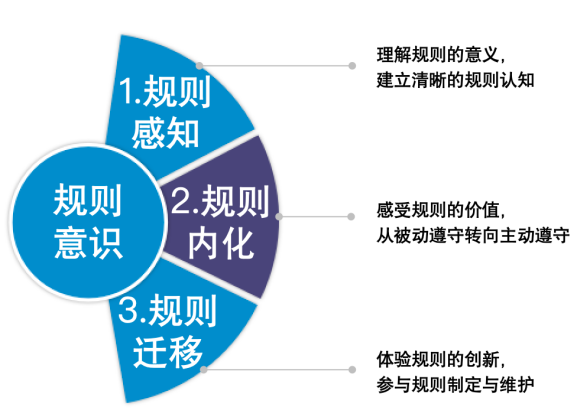 规则
意识
1.规则
感知
理解规则的意义，
建立清晰的规则认知
2.规则
内化
感受规则的价值，
从被动遵守转向主动遵守
3.规则
迁移
体验规则的创新，
参与规则制定与维护